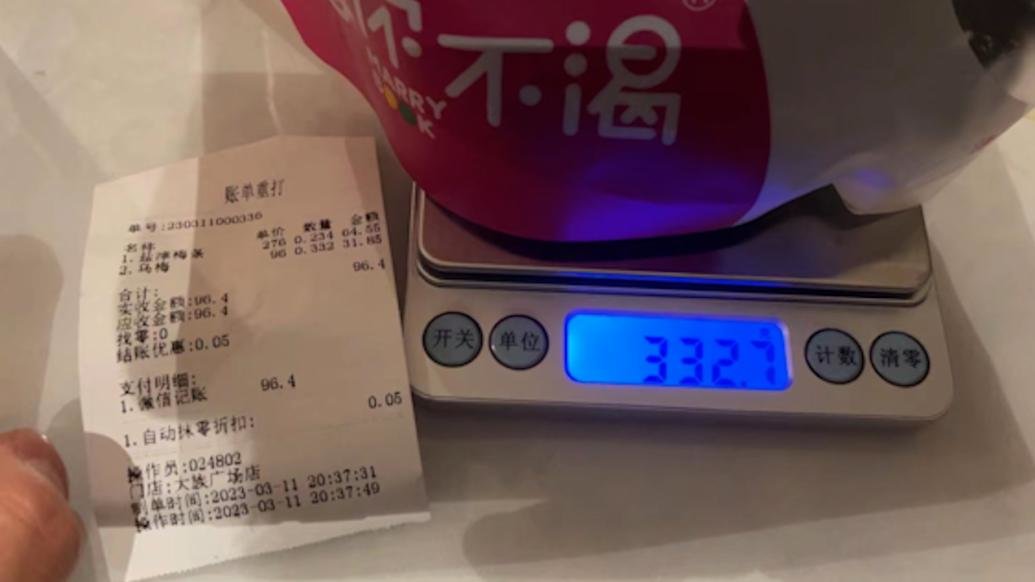 你不渴
HARRY
COOK
®
账单重打
单号:230311000336
名称 单价 数量 金额
1.盐津梅条 276 0.234 64.55
2.乌梅 96 0.332 31.85
96.4
合计:
实收金额:96.4
应收金额:96.4
找零:0
结账优惠:0.05
支付明细:
1.微信记账 96.4
0.05
1.自动抹零折扣:
操作员:024802
门店:大族广场店
到单时间:2023-03-11 20:37:31
操作时间:2023-03-11 20:37:49
开关
单位
332.7
计数
清零